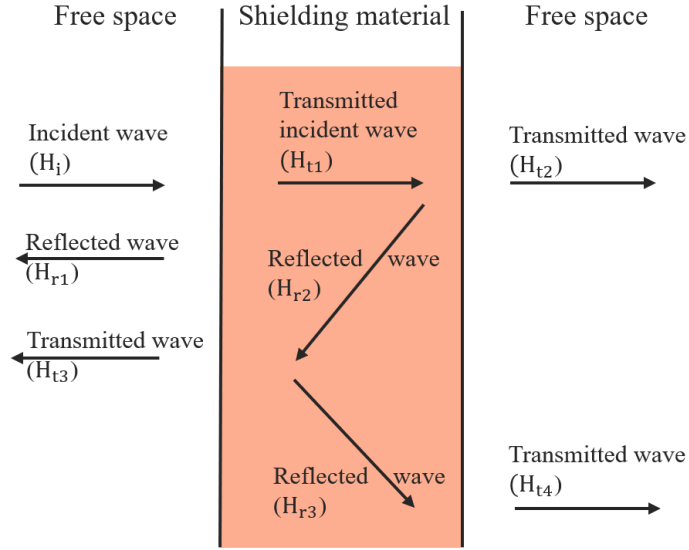 Free space
Shielding material
Free space
Incident wave
(Hi)
Reflected wave
(Hr1)
Transmitted wave
(Ht3)
Transmitted
incident wave
(Ht1)
Reflected wave
(Hr2)
Reflected wave
(Hr3)
Transmitted wave
(Ht2)
Transmitted wave
(Ht4)